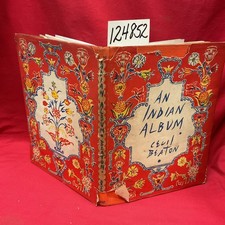 124852
AN
INDIAN
ALBUM
CECIL
BEATON